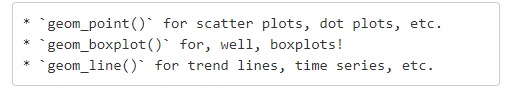 * `geom_point()` for scatter plots, dot plots, etc.
* `geom_boxplot()` for, well, boxplots!
* `geom_line()` for trend lines, time series, etc.